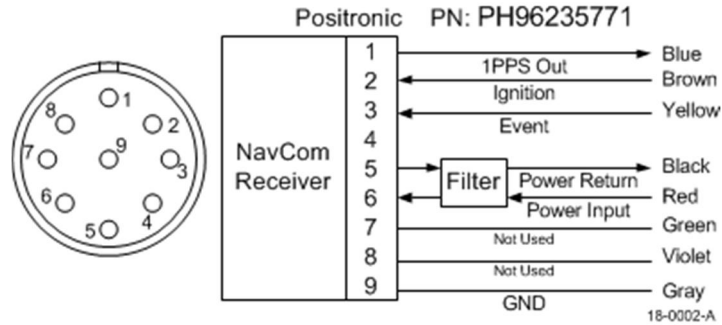 Positronic PN: PH96235771
1
2
3
4
5
6
7
8
9
NavCom
Receiver
1
2
3
4
5
6
7
8
9
Filter
1PPS Out
Ignition
Event
Power Return
Power Input
Not Used
Not Used
GND
Blue
Brown
Yellow
Black
Red
Green
Violet
Gray
18-0002-A